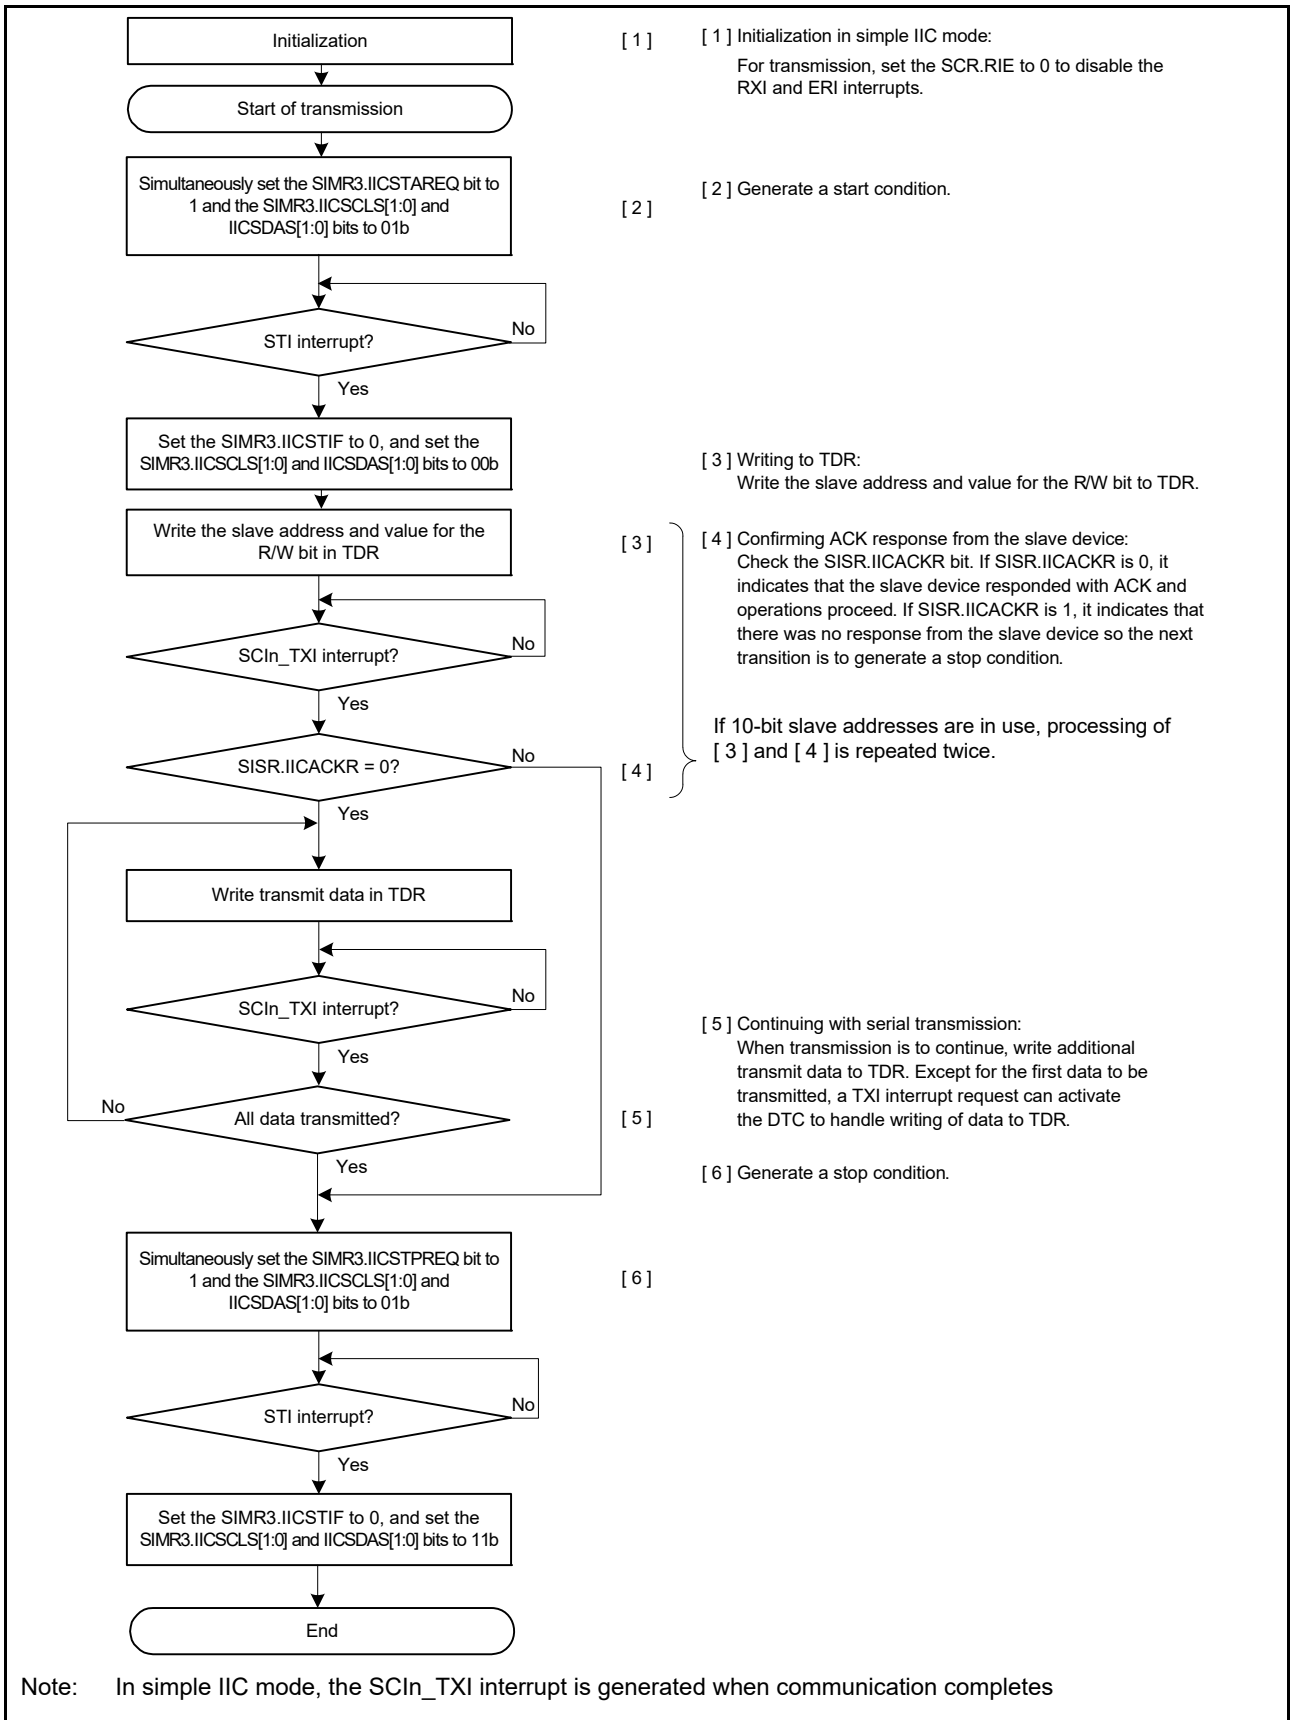 Initialization
[ 1 ]
[ 1 ] Initialization in simple IIC mode:
For transmission, set the SCR.RIE to 0 to disable the
RXI and ERI interrupts.
Start of transmission
Simultaneously set the SIMR3.IICSTAREQ bit to
1 and the SIMR3.IICSCLS[1:0] and
IICSDAS[1:0] bits to 01b
[ 2 ]
[ 2 ] Generate a start condition.
STI interrupt?
No
Yes
Set the SIMR3.IICSTIF to 0, and set the
SIMR3.IICSCLS[1:0] and IICSDAS[1:0] bits to 00b
[ 3 ] Writing to TDR:
Write the slave address and value for the R/W bit to TDR.
Write the slave address and value for the
R/W bit in TDR
[ 3 ]
[ 4 ] Confirming ACK response from the slave device:
Check the SISR.IICACKR bit. If SISR.IICACKR is 0, it
indicates that the slave device responded with ACK and
operations proceed. If SISR.IICACKR is 1, it indicates that
there was no response from the slave device so the next
transition is to generate a stop condition.
SCIn_TXI interrupt?
No
Yes
If 10-bit slave addresses are in use, processing of
[ 3 ] and [ 4 ] is repeated twice.
SISR.IICACKR = 0?
No
[ 4 ]
Yes
Write transmit data in TDR
SCIn_TXI interrupt?
No
Yes
[ 5 ] Continuing with serial transmission:
When transmission is to continue, write additional
transmit data to TDR. Except for the first data to be
transmitted, a TXI interrupt request can activate
the DTC to handle writing of data to TDR.
No
All data transmitted?
[ 5 ]
Yes
[ 6 ] Generate a stop condition.
Simultaneously set the SIMR3.IICSTPREQ bit to
1 and the SIMR3.IICSCLS[1:0] and
IICSDAS[1:0] bits to 01b
[ 6 ]
STI interrupt?
No
Yes
Set the SIMR3.IICSTIF to 0, and set the
SIMR3.IICSCLS[1:0] and IICSDAS[1:0] bits to 11b
End
Note: In simple IIC mode, the SCIn_TXI interrupt is generated when communication completes